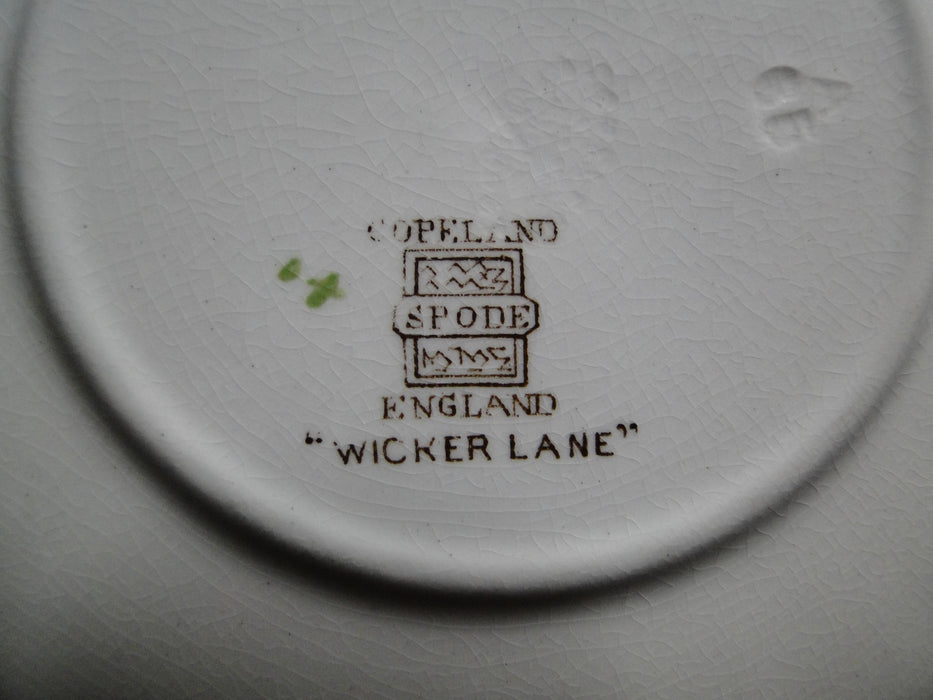 COPELAND
SPODE
ENGLAND
"WICKER LANE"